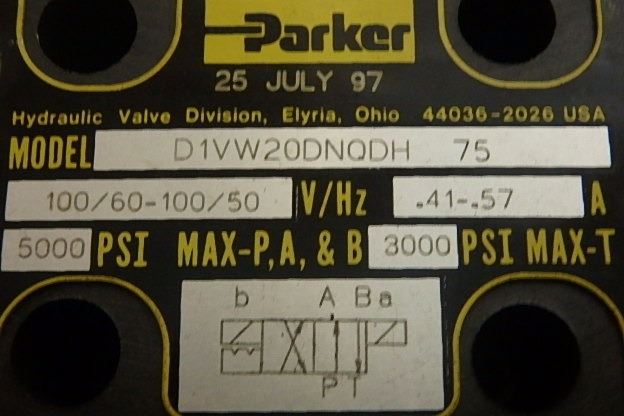 Parker
25 JULY 97
Hydraulic Valve Division, Elyria, Ohio 44036-2026 USA
MODEL D1VW20DNQDH 75
100/60-100/50 V/Hz .41-.57 A
5000 PSI MAX-P, A, & B 3000 PSI MAX-T
b A B a
P T